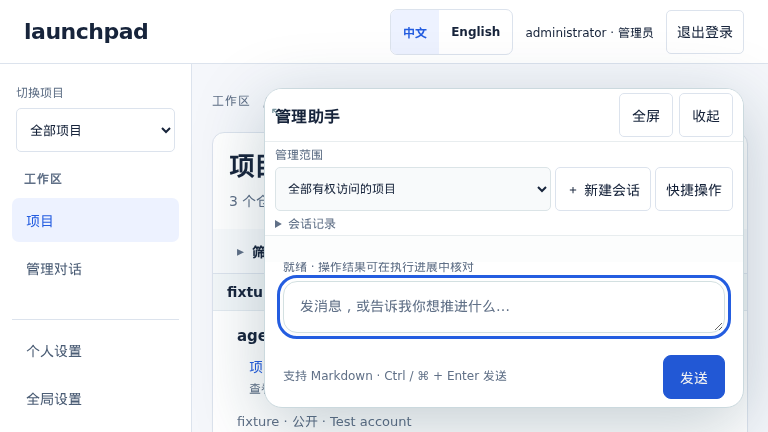 launchpad
中文 English administrator · 管理员 退出登录
切换项目
全部项目
工作区
项目
管理对话
个人设置
全局设置
工作区
3 个
fixtu
项
fixture · 公开 · Test account
管理助手 全屏 收起
管理范围
全部有权访问的项目 + 新建会话 快捷操作
会话记录
就绪 · 操作结果可在执行进展中核对
发消息，或告诉我你想推进什么...
支持 Markdown · Ctrl / ⌘ + Enter 发送 发送